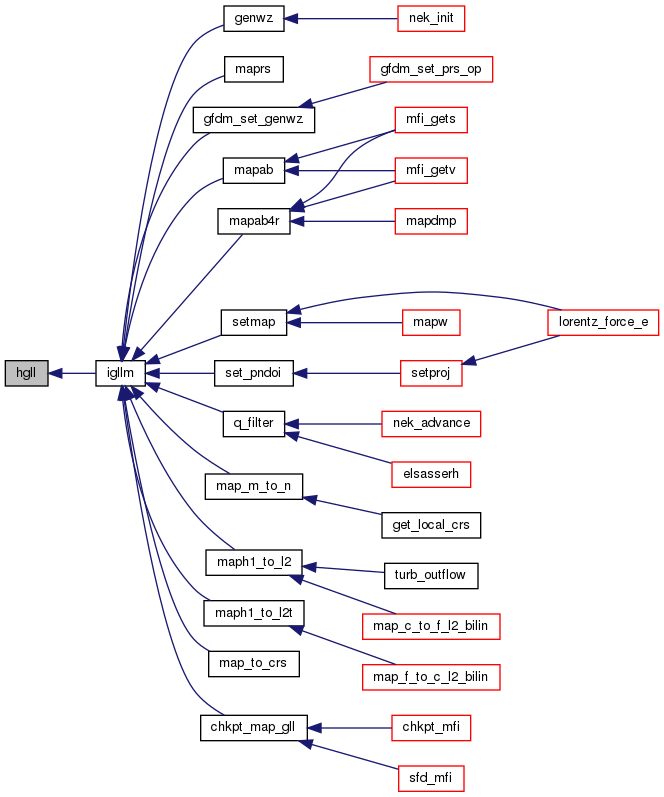 genwz
nek_init
maprs
gfdm_set_prs_op
gfdm_set_genwz
mfi_gets
mapab
mfi_getv
mapab4r
mapdmp
setmap
mapw
lorentz_force_e
hgll
igllm
set_pndoi
setproj
q_filter
nek_advance
elsasserh
map_m_to_n
get_local_crs
maph1_to_l2
turb_outflow
maph1_to_l2t
map_c_to_f_l2_bilin
map_to_crs
map_f_to_c_l2_bilin
chkpt_map_gll
chkpt_mfi
sfd_mfi